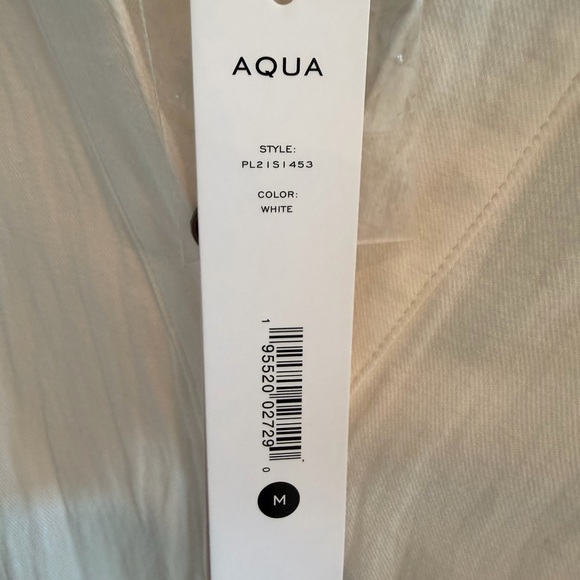 AQUA
STYLE:
PL21S1453
COLOR:
WHITE
1 95520 02729 0
M